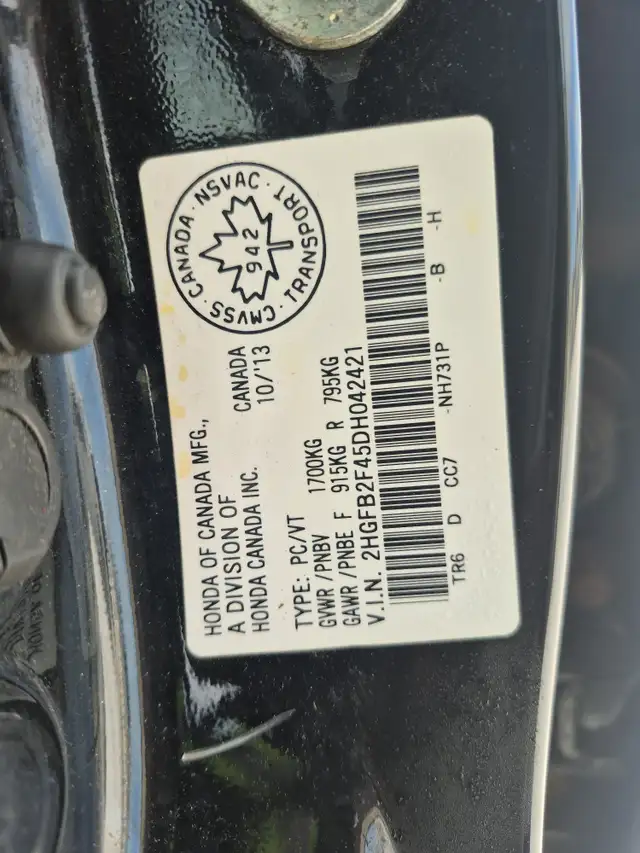 HONDA OF CANADA MFG.,
A DIVISION OF
HONDA CANADA INC.
CANADA
10/'13
TYPE: PC/VT
GVWR /PNBV 1700KG
GAWR /PNBE F 915KG R 795KG
V.I.N. 2HGFB2F45DH042421
TR6 D CC7 -NH731P -B -H
CMVSS · CANADA · NSVAC · TRANSPORT
942